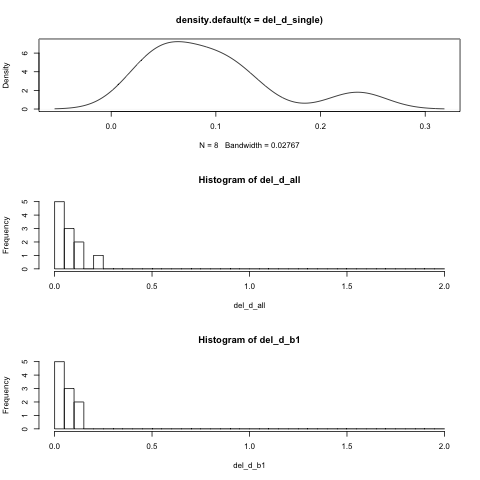 density.default(x = del_d_single)
Density
0 2 4 6
0.0 0.1 0.2 0.3
N = 8 Bandwidth = 0.02767
Histogram of del_d_all
Frequency
0 1 2 3 4 5
0.0 0.5 1.0 1.5 2.0
del_d_all
Histogram of del_d_b1
Frequency
0 1 2 3 4 5
0.0 0.5 1.0 1.5 2.0
del_d_b1